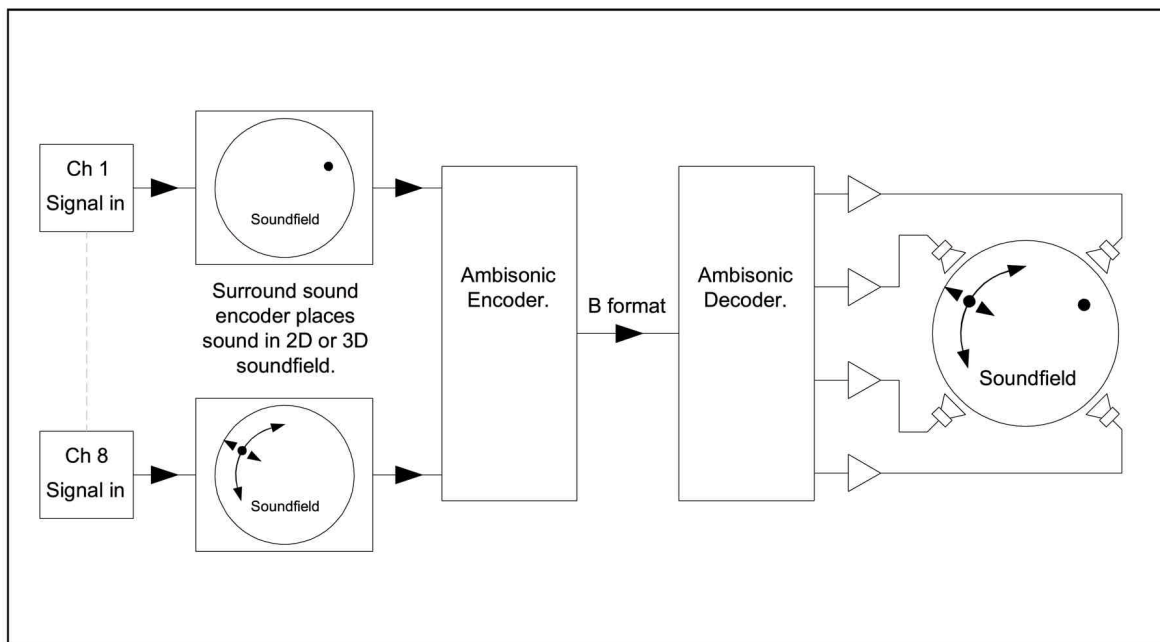 Ch 1
Signal in
Soundfield
Surround sound
encoder places
sound in 2D or 3D
soundfield.
Ch 8
Signal in
Soundfield
Ambisonic
Encoder.
B format
Ambisonic
Decoder.
Soundfield